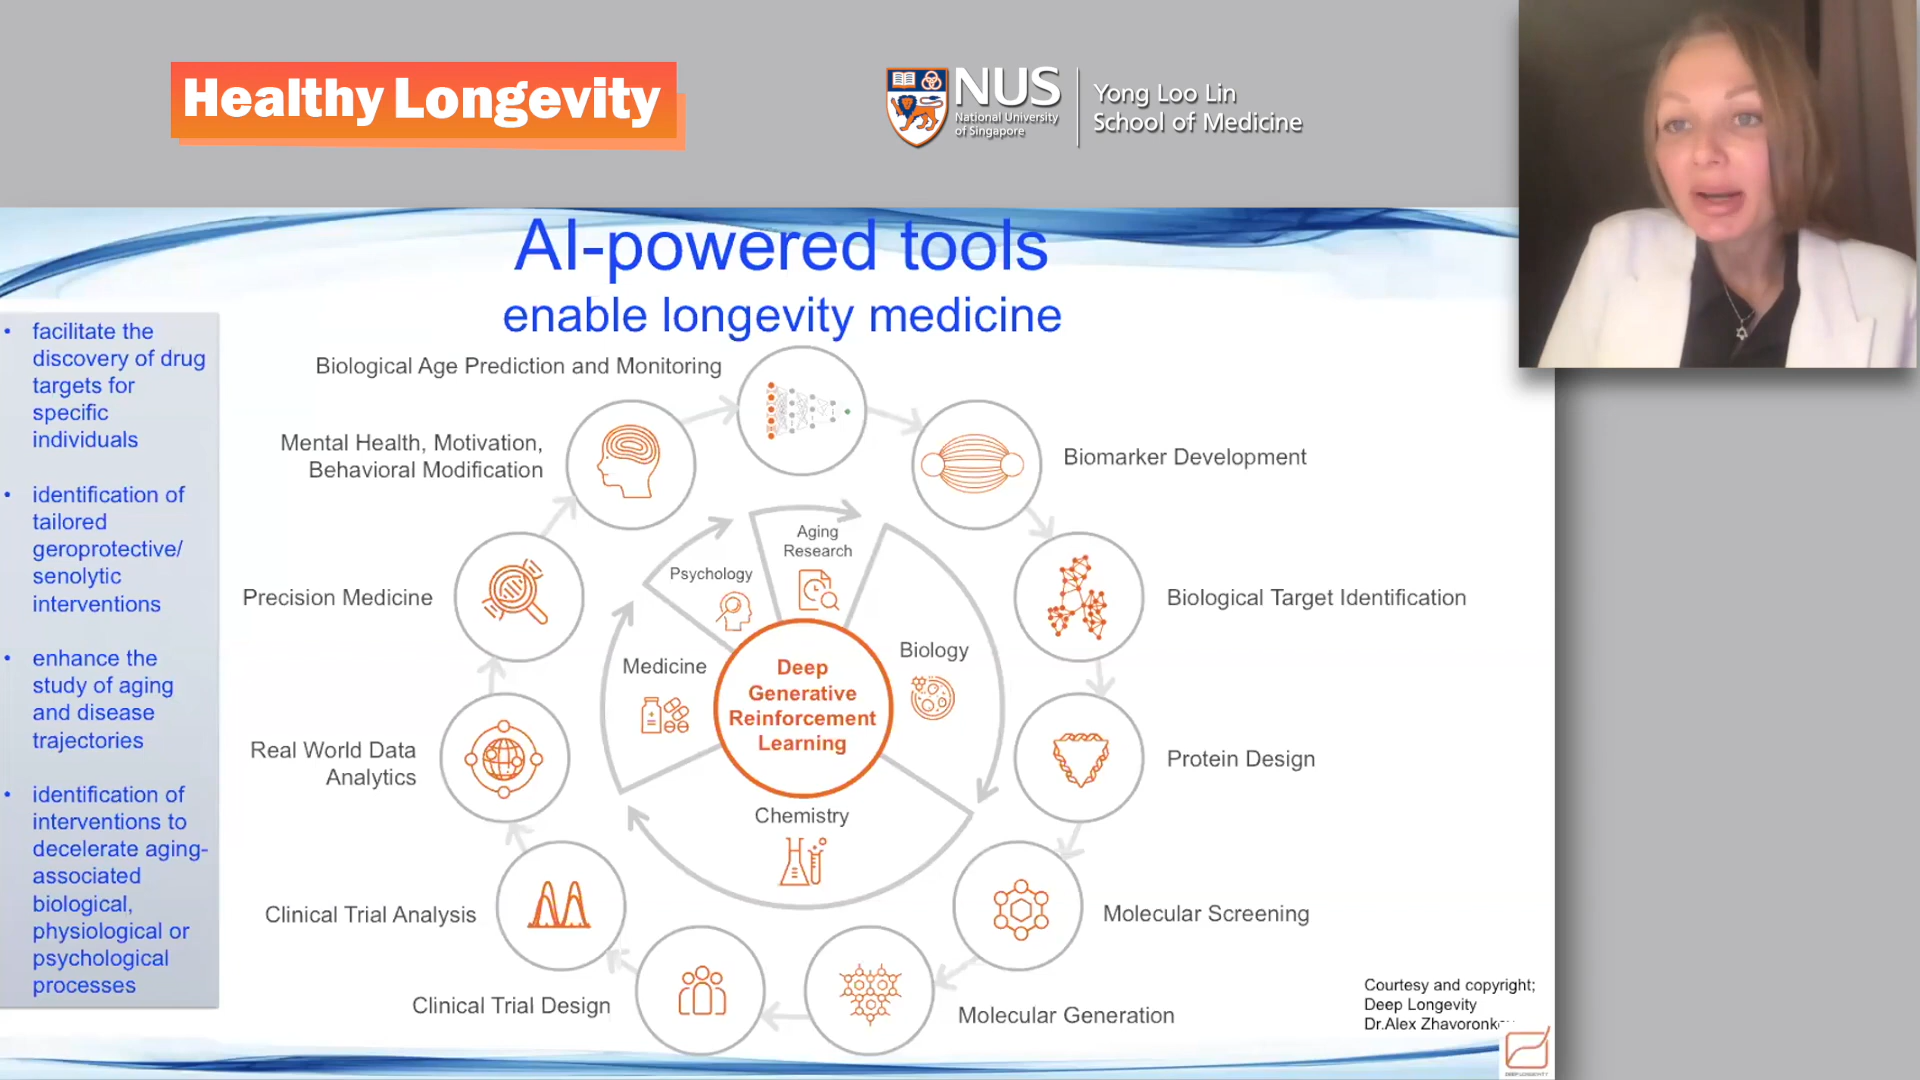 Healthy Longevity
NUS
National University
of Singapore
Yong Loo Lin
School of Medicine
AI-powered tools
enable longevity medicine
• facilitate the
discovery of drug
targets for
specific
individuals
• identification of
tailored
geroprotective/
senolytic
interventions
• enhance the
study of aging
and disease
trajectories
• identification of
interventions to
decelerate aging-
associated
biological,
physiological or
psychological
processes
Biological Age Prediction and Monitoring
Mental Health, Motivation,
Behavioral Modification
Precision Medicine
Real World Data
Analytics
Clinical Trial Analysis
Clinical Trial Design
Molecular Generation
Molecular Screening
Protein Design
Biological Target Identification
Biomarker Development
Aging
Research
Psychology
Medicine
Biology
Chemistry
Deep
Generative
Reinforcement
Learning
Courtesy and copyright;
Deep Longevity
Dr.Alex
DEEP LONGEVITY